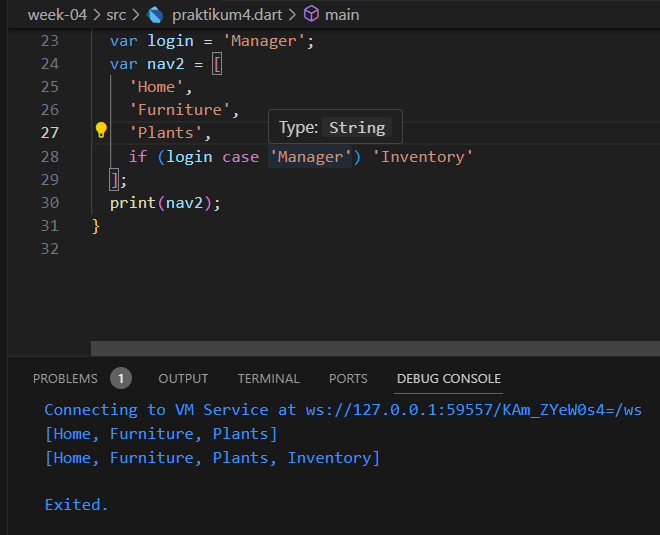 week-04 > src > praktikum4.dart > main
23 var login = 'Manager';
24 var nav2 = [
25 'Home',
26 'Furniture',
Type: String
27 'Plants',
28 if (login case 'Manager') 'Inventory'
29 ];
30 print(nav2);
31 }
32
PROBLEMS 1 OUTPUT TERMINAL PORTS DEBUG CONSOLE
Connecting to VM Service at ws://127.0.0.1:59557/KAm_ZYeW0s4=/ws
[Home, Furniture, Plants]
[Home, Furniture, Plants, Inventory]
Exited.